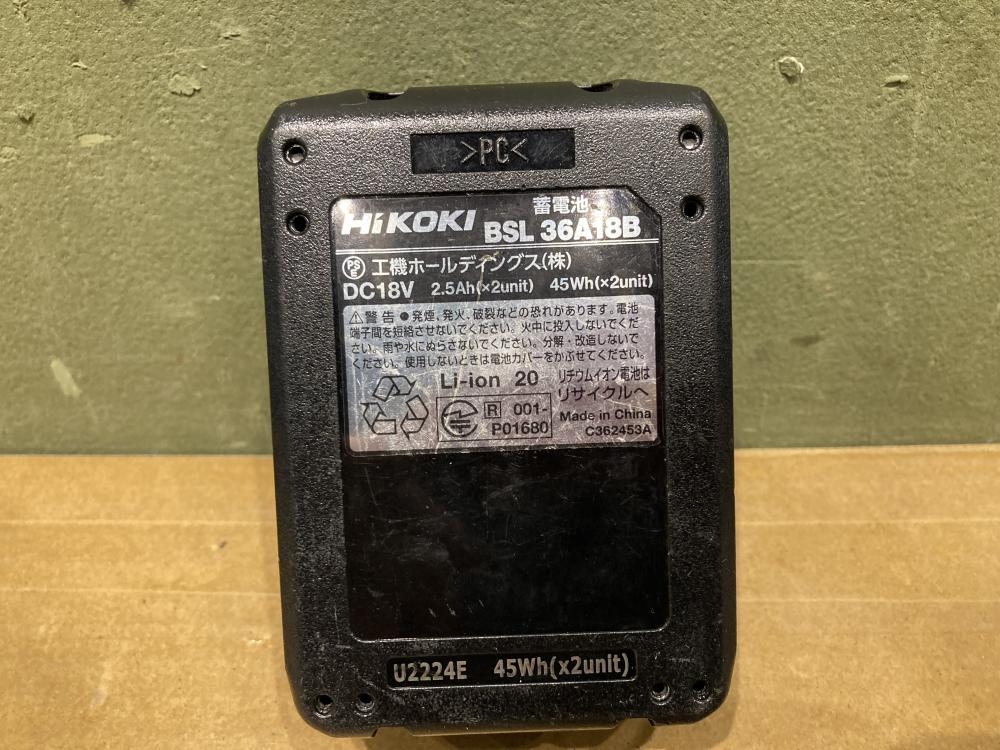 >PC<
蓄電池
HiKOKI BSL 36A18B
PS E 工機ホールディングス(株)
DC18V 2.5Ah(×2unit) 45Wh(×2unit)
⚠警告 ●発煙、発火、破裂などの恐れがあります。電池
端子間を短絡させないでください。火中に投入しないでくだ
さい。雨や水にぬらさないでください。分解・改造しないで
ください。使用しないときは電池カバーをかぶせてください。
Li-ion 20 リチウムイオン電池は
リサイクルへ
R 001-
P01680
Made in China
C362453A
U2224E 45Wh(x2unit)